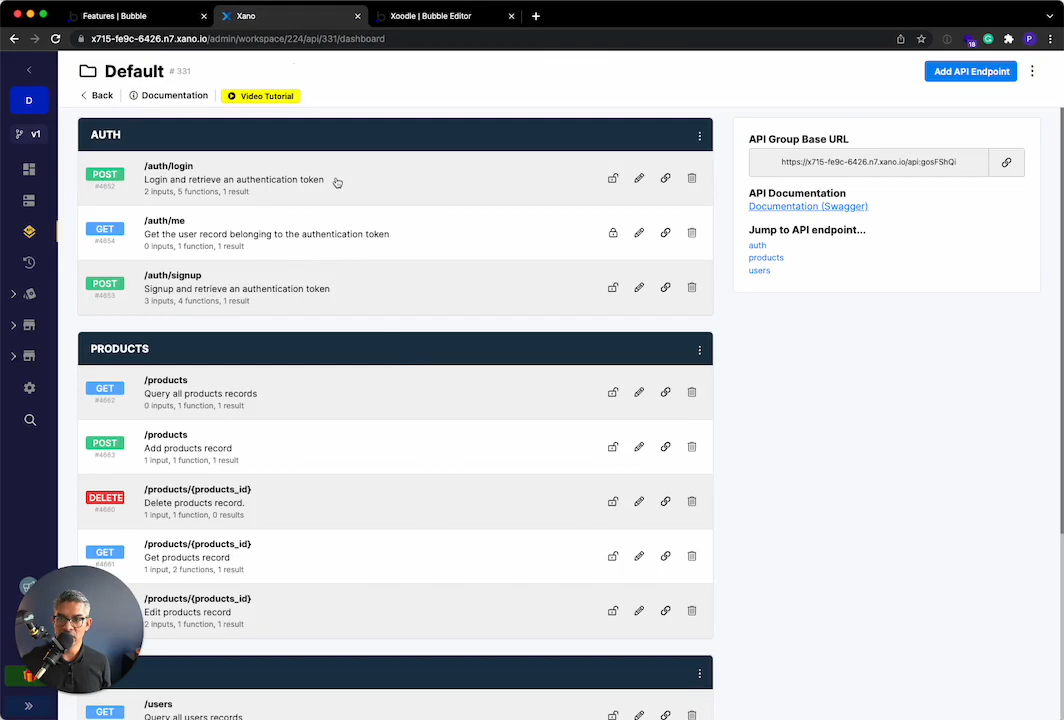 Features | Bubble
Xano
Xoodle | Bubble Editor
x715-fe9c-6426.n7.xano.io/admin/workspace/224/api/331/dashboard
18
P
D
v1
Default # 331
Add API Endpoint
Back
Documentation
Video Tutorial
AUTH
POST
#4652
/auth/login
Login and retrieve an authentication token
2 inputs, 5 functions, 1 result
GET
#4654
/auth/me
Get the user record belonging to the authentication token
0 inputs, 1 function, 1 result
POST
#4653
/auth/signup
Signup and retrieve an authentication token
3 inputs, 4 functions, 1 result
PRODUCTS
GET
#4662
/products
Query all products records
0 inputs, 1 function, 1 result
POST
#4663
/products
Add products record
1 input, 1 function, 1 result
DELETE
#4660
/products/{products_id}
Delete products record.
1 input, 1 function, 0 results
GET
#4661
/products/{products_id}
Get products record
1 input, 2 functions, 1 result
/products/{products_id}
Edit products record
2 inputs, 1 function, 1 result
GET
/users
Query all users records
API Group Base URL
https://x715-fe9c-6426.n7.xano.io/api:gosFShQi
API Documentation
Documentation (Swagger)
Jump to API endpoint...
auth
products
users